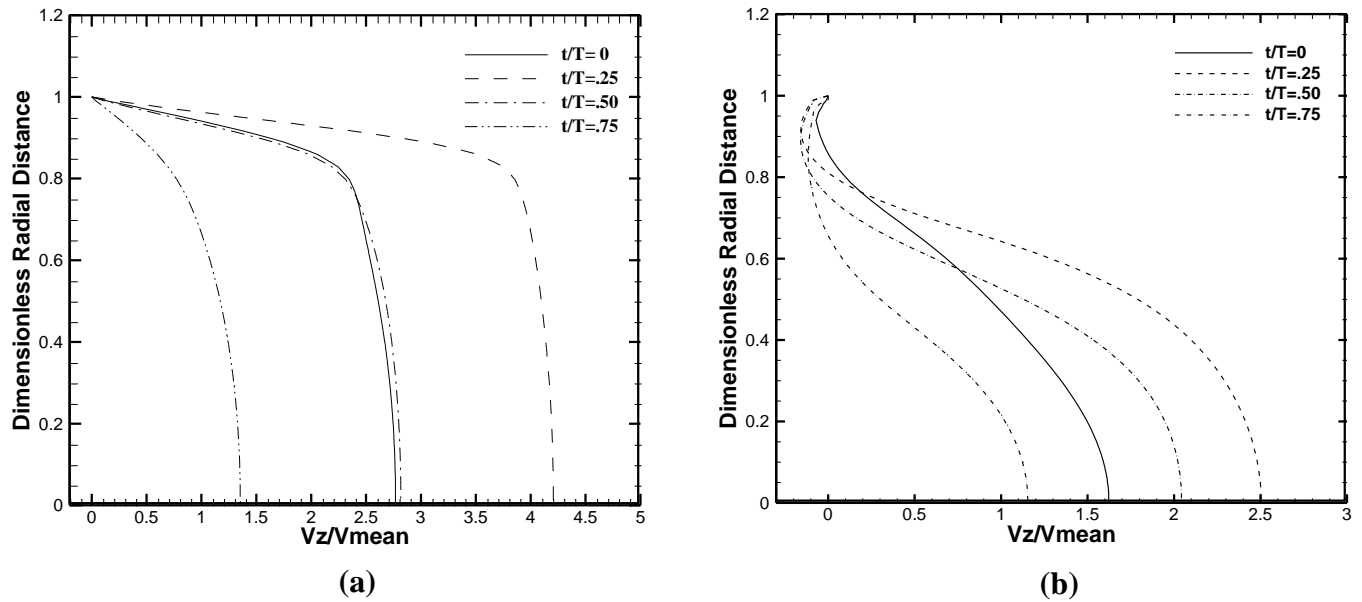 1.2
1
0.8
0.6
0.4
0.2
0
Dimensionless Radial Distance
t/T= 0
t/T=.25
t/T=.50
t/T=.75
0 0.5 1 1.5 2 2.5 3 3.5 4 4.5 5
Vz/Vmean
(a)
1.2
1
0.8
0.6
0.4
0.2
0
Dimensionless Radial Distance
t/T=0
t/T=.25
t/T=.50
t/T=.75
0 0.5 1 1.5 2 2.5 3
Vz/Vmean
(b)